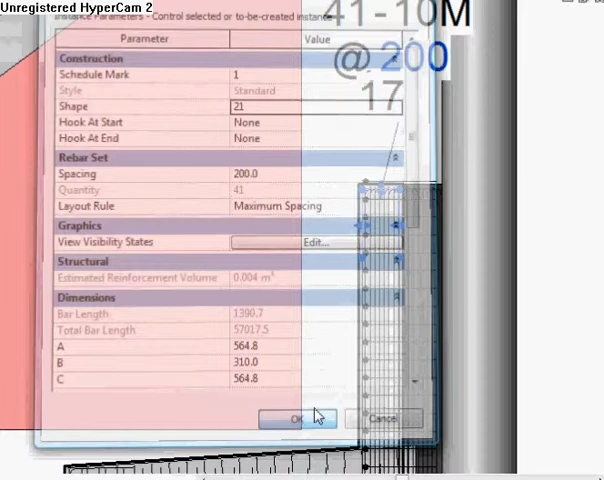 Unregistered HyperCam 2
Instance Parameters - Control selected or to-be-created instance
41-10M
@ 200
17
Parameter Value
Construction
Schedule Mark 1
Style Standard
Shape 21
Hook At Start None
Hook At End None
Rebar Set
Spacing 200.0
Quantity 41
Layout Rule Maximum Spacing
Graphics
View Visibility States Edit...
Structural
Estimated Reinforcement Volume 0.004 m³
Dimensions
Bar Length 1390.7
Total Bar Length 57017.5
A 564.8
B 310.0
C 564.8
OK Cancel